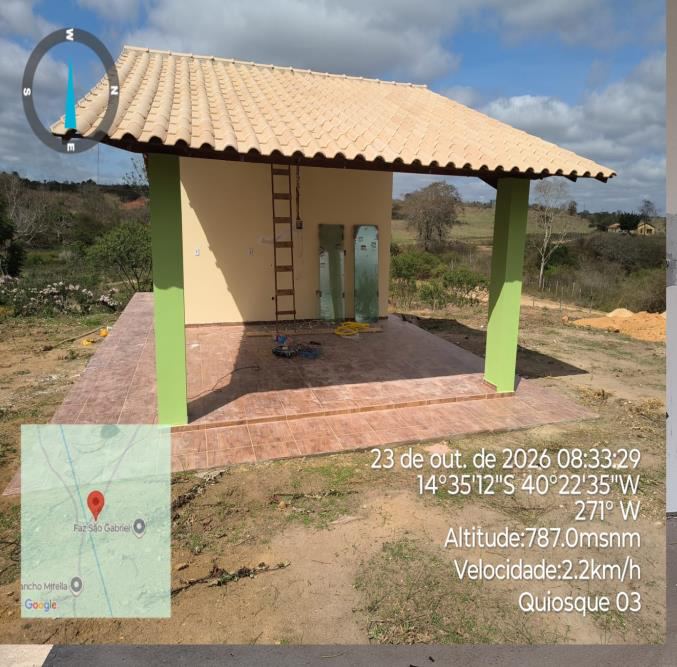 W
N
S
E
23 de out. de 2026 08:33:29
14°35'12"S 40°22'35"W
271° W
Altitude:787.0msnm
Velocidade:2.2km/h
Quiosque 03
Faz São Gabriel
ancho Mirella
Google